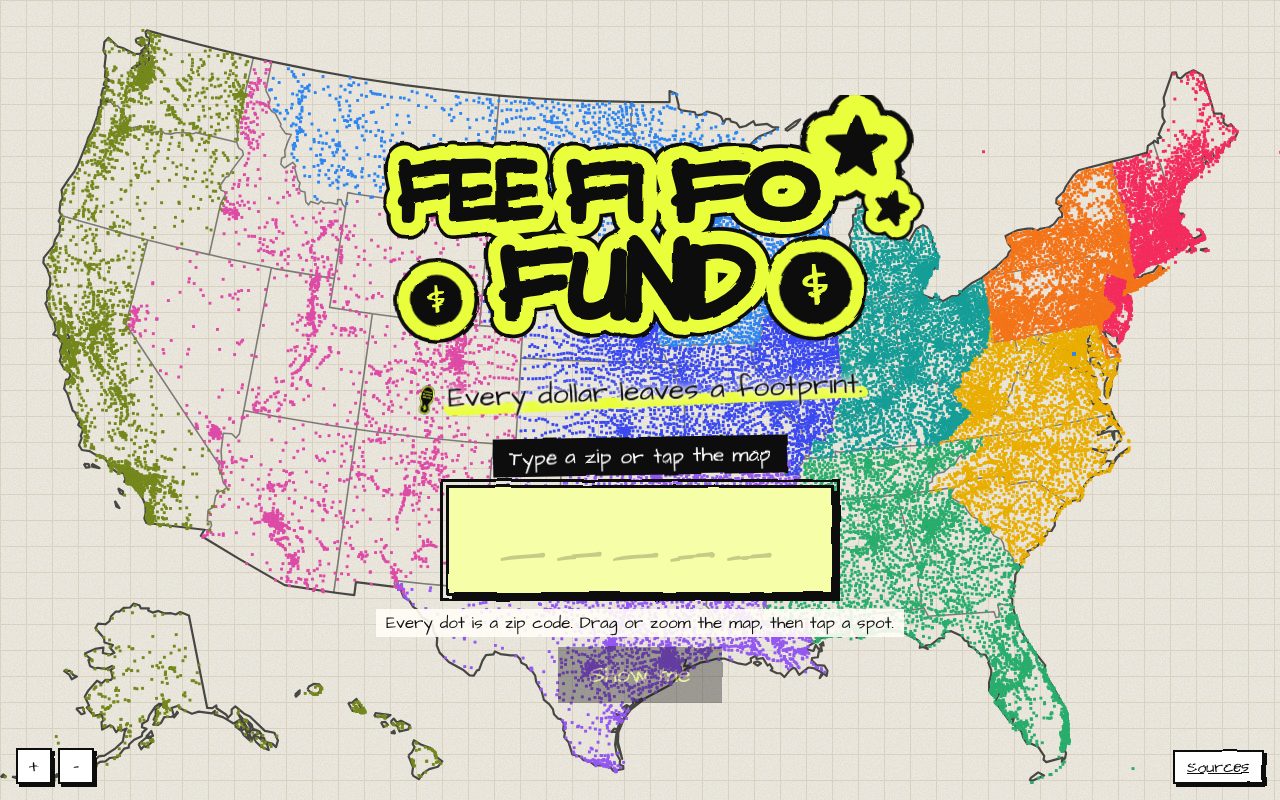 FEE FI FO
FUND
$ $
Every dollar leaves a footprint.
Type a zip or tap the map
Every dot is a zip code. Drag or zoom the map, then tap a spot.
Show me
+ -
Sources